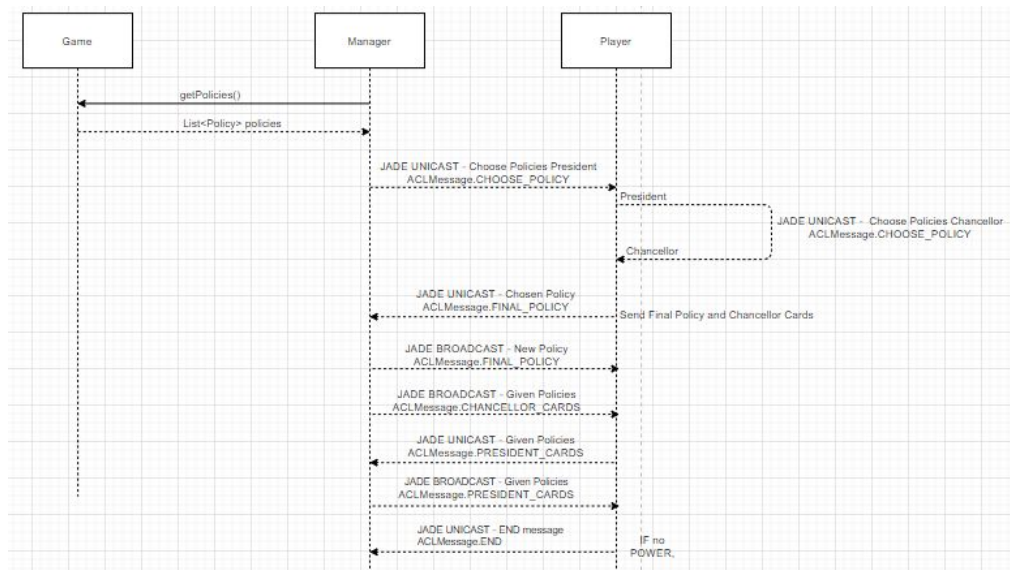 Game
Manager
Player
getPolicies()
List<Policy> policies
JADE UNICAST - Choose Policies President
ACLMessage.CHOOSE_POLICY
President
JADE UNICAST - Choose Policies Chancellor
ACLMessage.CHOOSE_POLICY
Chancellor
JADE UNICAST - Chosen Policy
ACLMessage.FINAL_POLICY
Send Final Policy and Chancellor Cards
JADE BROADCAST - New Policy
ACLMessage.FINAL_POLICY
JADE BROADCAST - Given Policies
ACLMessage.CHANCELLOR_CARDS
JADE UNICAST - Given Policies
ACLMessage.PRESIDENT_CARDS
JADE BROADCAST - Given Policies
ACLMessage.PRESIDENT_CARDS
JADE UNICAST - END message
ACLMessage.END
IF no
POWER.